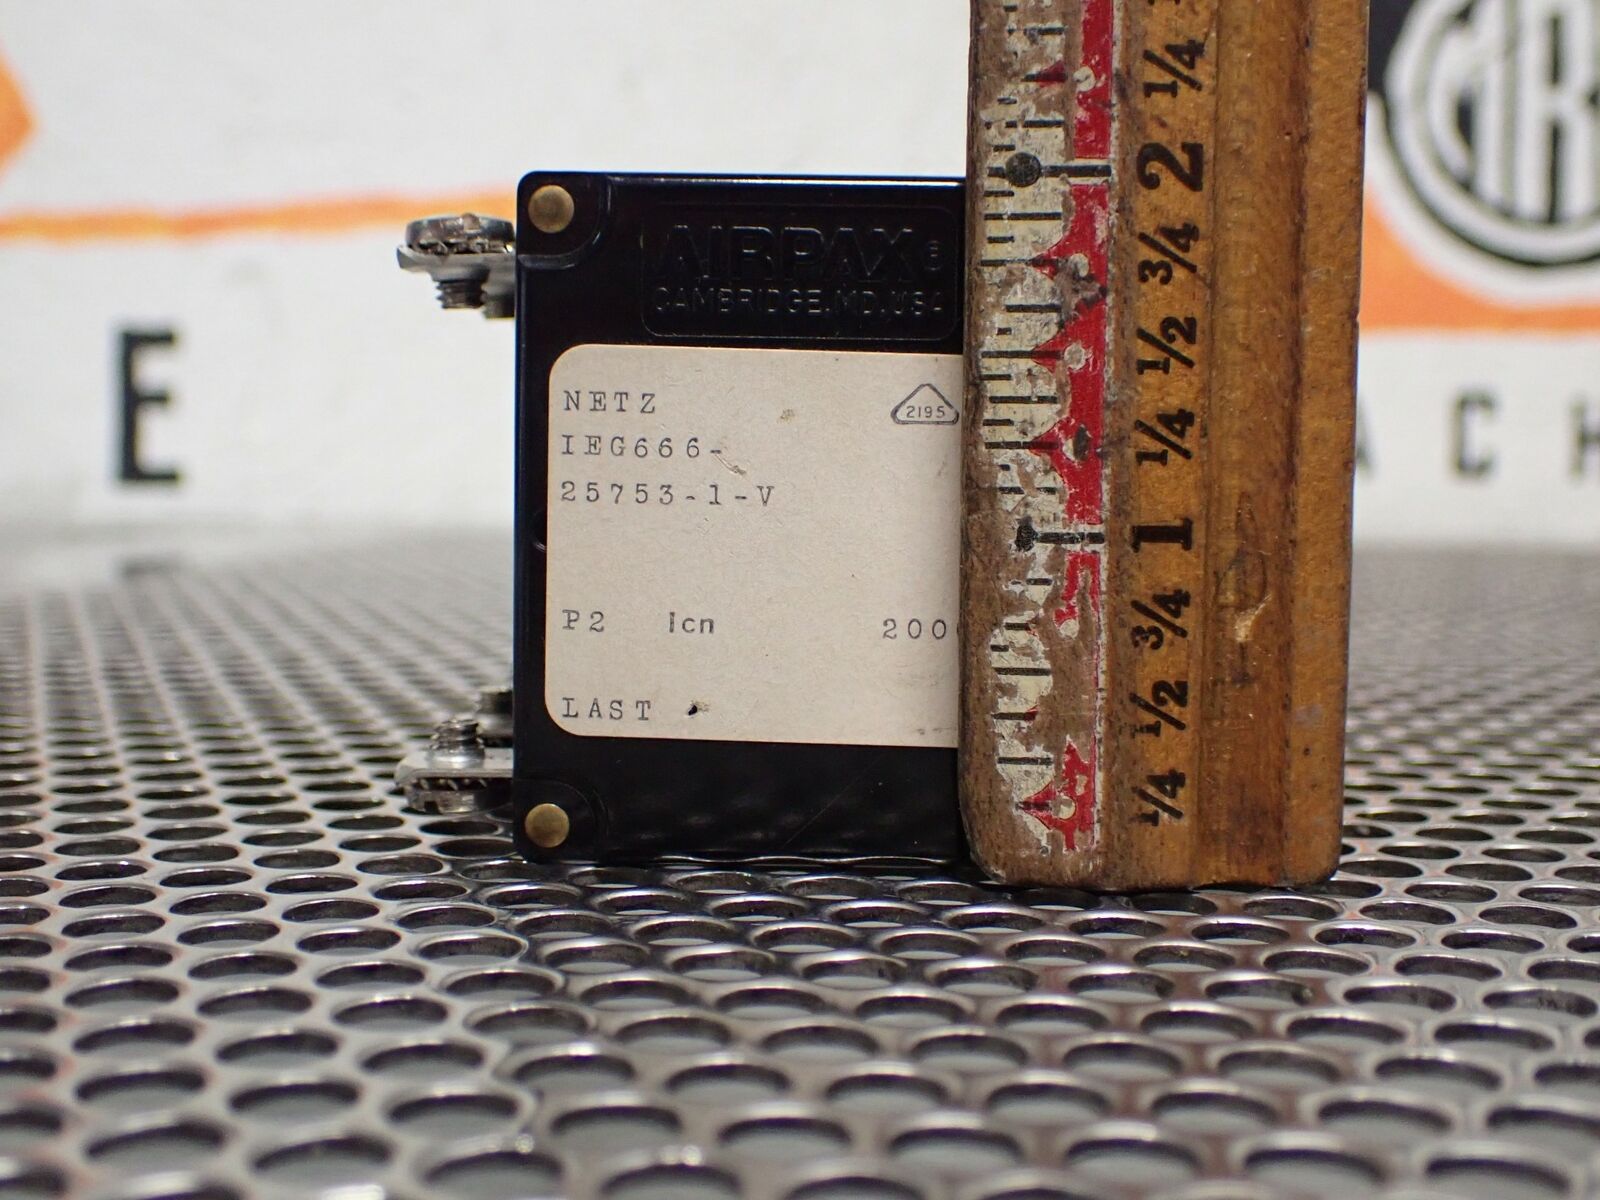 AIRPAX®
CAMBRIDGE, MD, USA
NETZ
2195
IEG666-
25753-1-V
P2 Icn 200
LAST
E
ACH
1/4
2
3/4
1/2
1/4
1
3/4
1/2
1/4